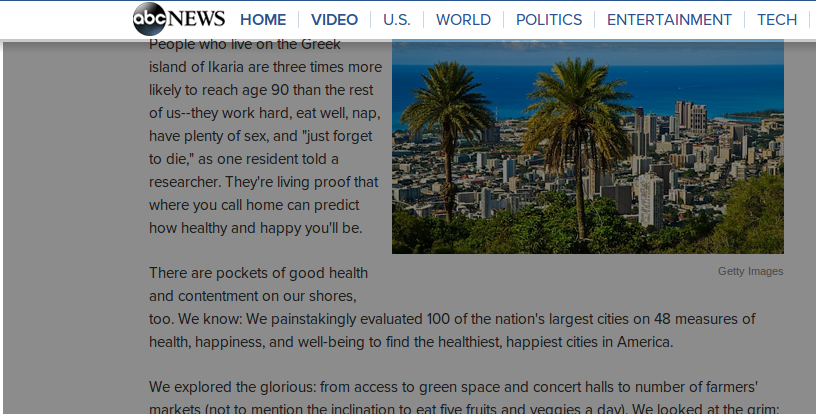 abc NEWS HOME VIDEO U.S. WORLD POLITICS ENTERTAINMENT TECH
People who live on the Greek
island of Ikaria are three times more
likely to reach age 90 than the rest
of us--they work hard, eat well, nap,
have plenty of sex, and "just forget
to die," as one resident told a
researcher. They're living proof that
where you call home can predict
how healthy and happy you'll be.
Getty Images
There are pockets of good health
and contentment on our shores,
too. We know: We painstakingly evaluated 100 of the nation's largest cities on 48 measures of
health, happiness, and well-being to find the healthiest, happiest cities in America.
We explored the glorious: from access to green space and concert halls to number of farmers'
markets (not to mention the inclination to eat five fruits and veggies a day). We looked at the grim: